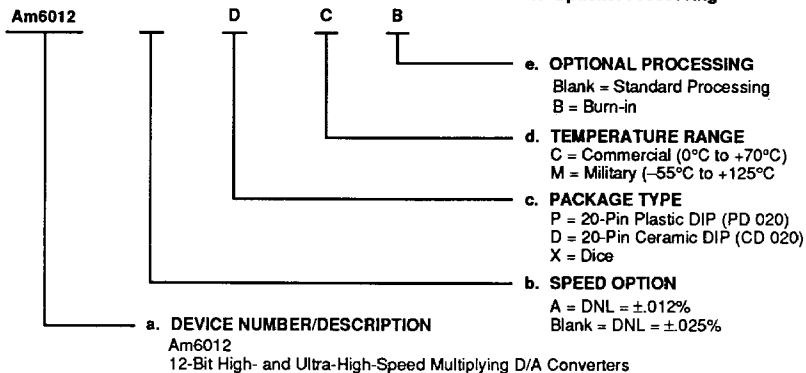 Am6012 D C B
e. OPTIONAL PROCESSING
Blank = Standard Processing
B = Burn-in
d. TEMPERATURE RANGE
C = Commercial (0°C to +70°C)
M = Military (–55°C to +125°C
c. PACKAGE TYPE
P = 20-Pin Plastic DIP (PD 020)
D = 20-Pin Ceramic DIP (CD 020)
X = Dice
b. SPEED OPTION
A = DNL = ±.012%
Blank = DNL = ±.025%
a. DEVICE NUMBER/DESCRIPTION
Am6012
12-Bit High- and Ultra-High-Speed Multiplying D/A Converters